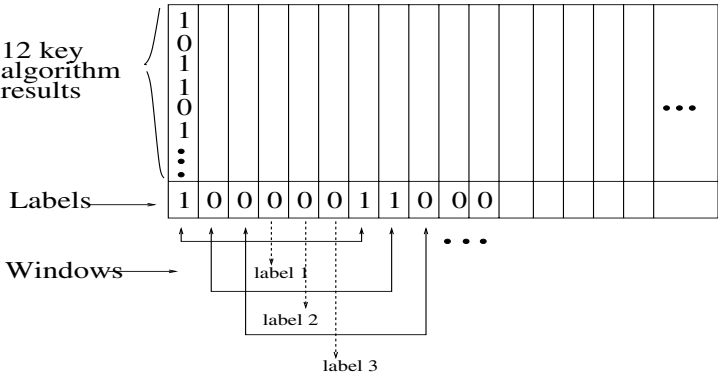 12 key
algorithm
results
1
0
1
1
0
1
Labels
1 0 0 0 0 0 1 1 0 0 0
Windows
label 1
label 2
label 3